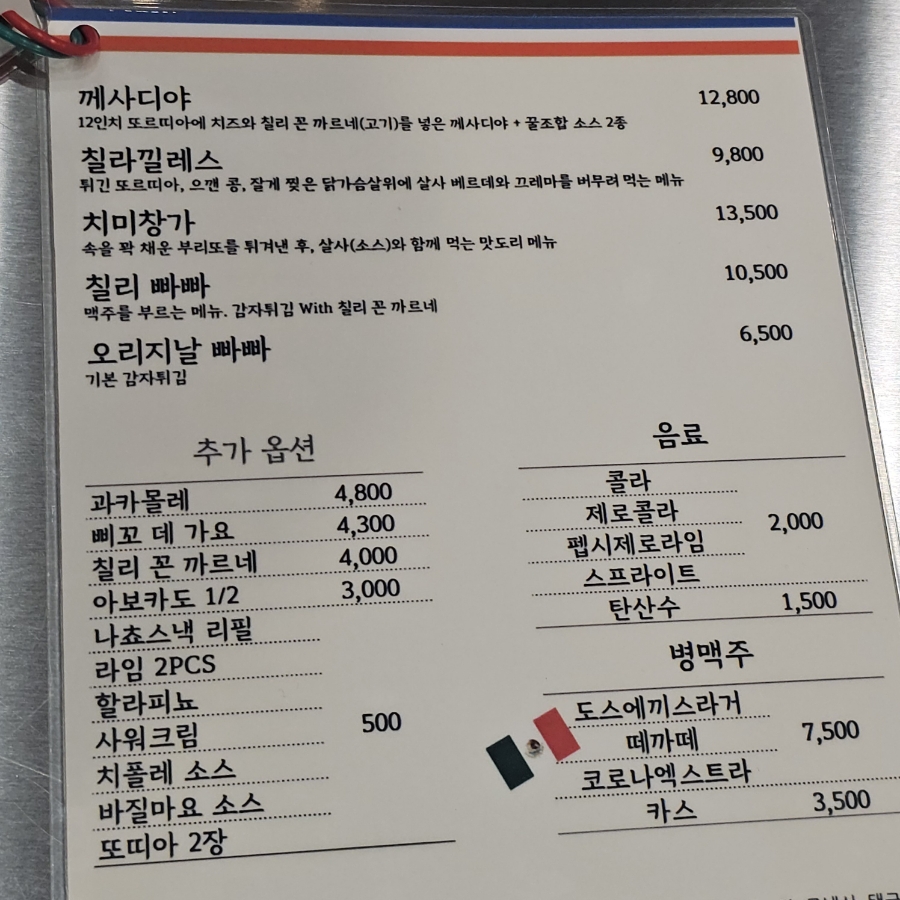 께사디야 12,800
12인치 또르띠아에 치즈와 칠리 꼰 까르네(고기)를 넣은 께사디야 + 꿀조합 소스 2종
칠라낄레스 9,800
튀긴 또르띠아, 으깬 콩, 잘게 찢은 닭가슴살위에 살사 베르데와 끄레마를 버무려 먹는 메뉴
치미창가 13,500
속을 꽉 채운 부리또를 튀겨낸 후, 살사(소스)와 함께 먹는 맛도리 메뉴
칠리 빠빠 10,500
맥주를 부르는 메뉴. 감자튀김 With 칠리 꼰 까르네
오리지날 빠빠 6,500
기본 감자튀김
추가 옵션
과카몰레 4,800
삐꼬 데 가요 4,300
칠리 꼰 까르네 4,000
아보카도 1/2 3,000
나쵸스낵 리필
라임 2PCS
할라피뇨
사워크림 500
치폴레 소스
바질마요 소스
또띠아 2장
음료
콜라
제로콜라 2,000
펩시제로라임
스프라이트
탄산수 1,500
병맥주
도스에끼스라거
떼까떼 7,500
코로나엑스트라
카스 3,500